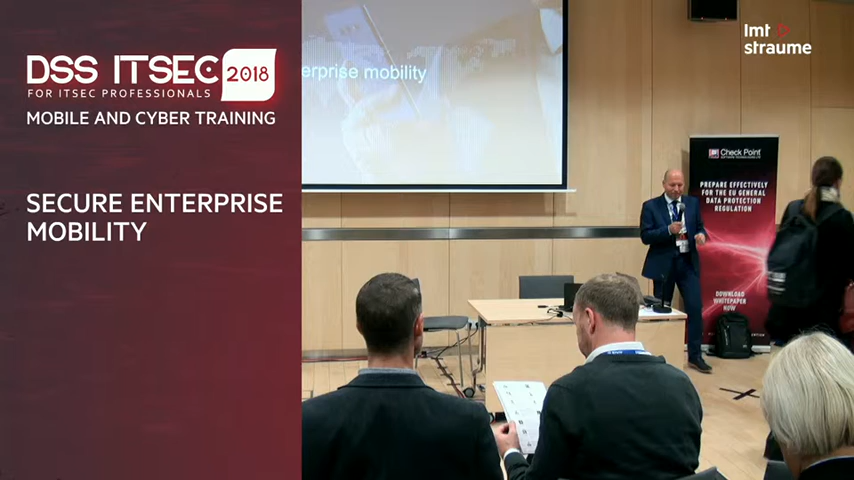 DSS ITSEC 2018
FOR ITSEC PROFESSIONALS
MOBILE AND CYBER TRAINING
SECURE ENTERPRISE
MOBILITY
erprise mobility
lmt
straume
Check Point
PREPARE EFFECTIVELY
FOR THE EU GENERAL
DATA PROTECTION
REGULATION
DOWNLOAD
WHITEPAPER
NOW